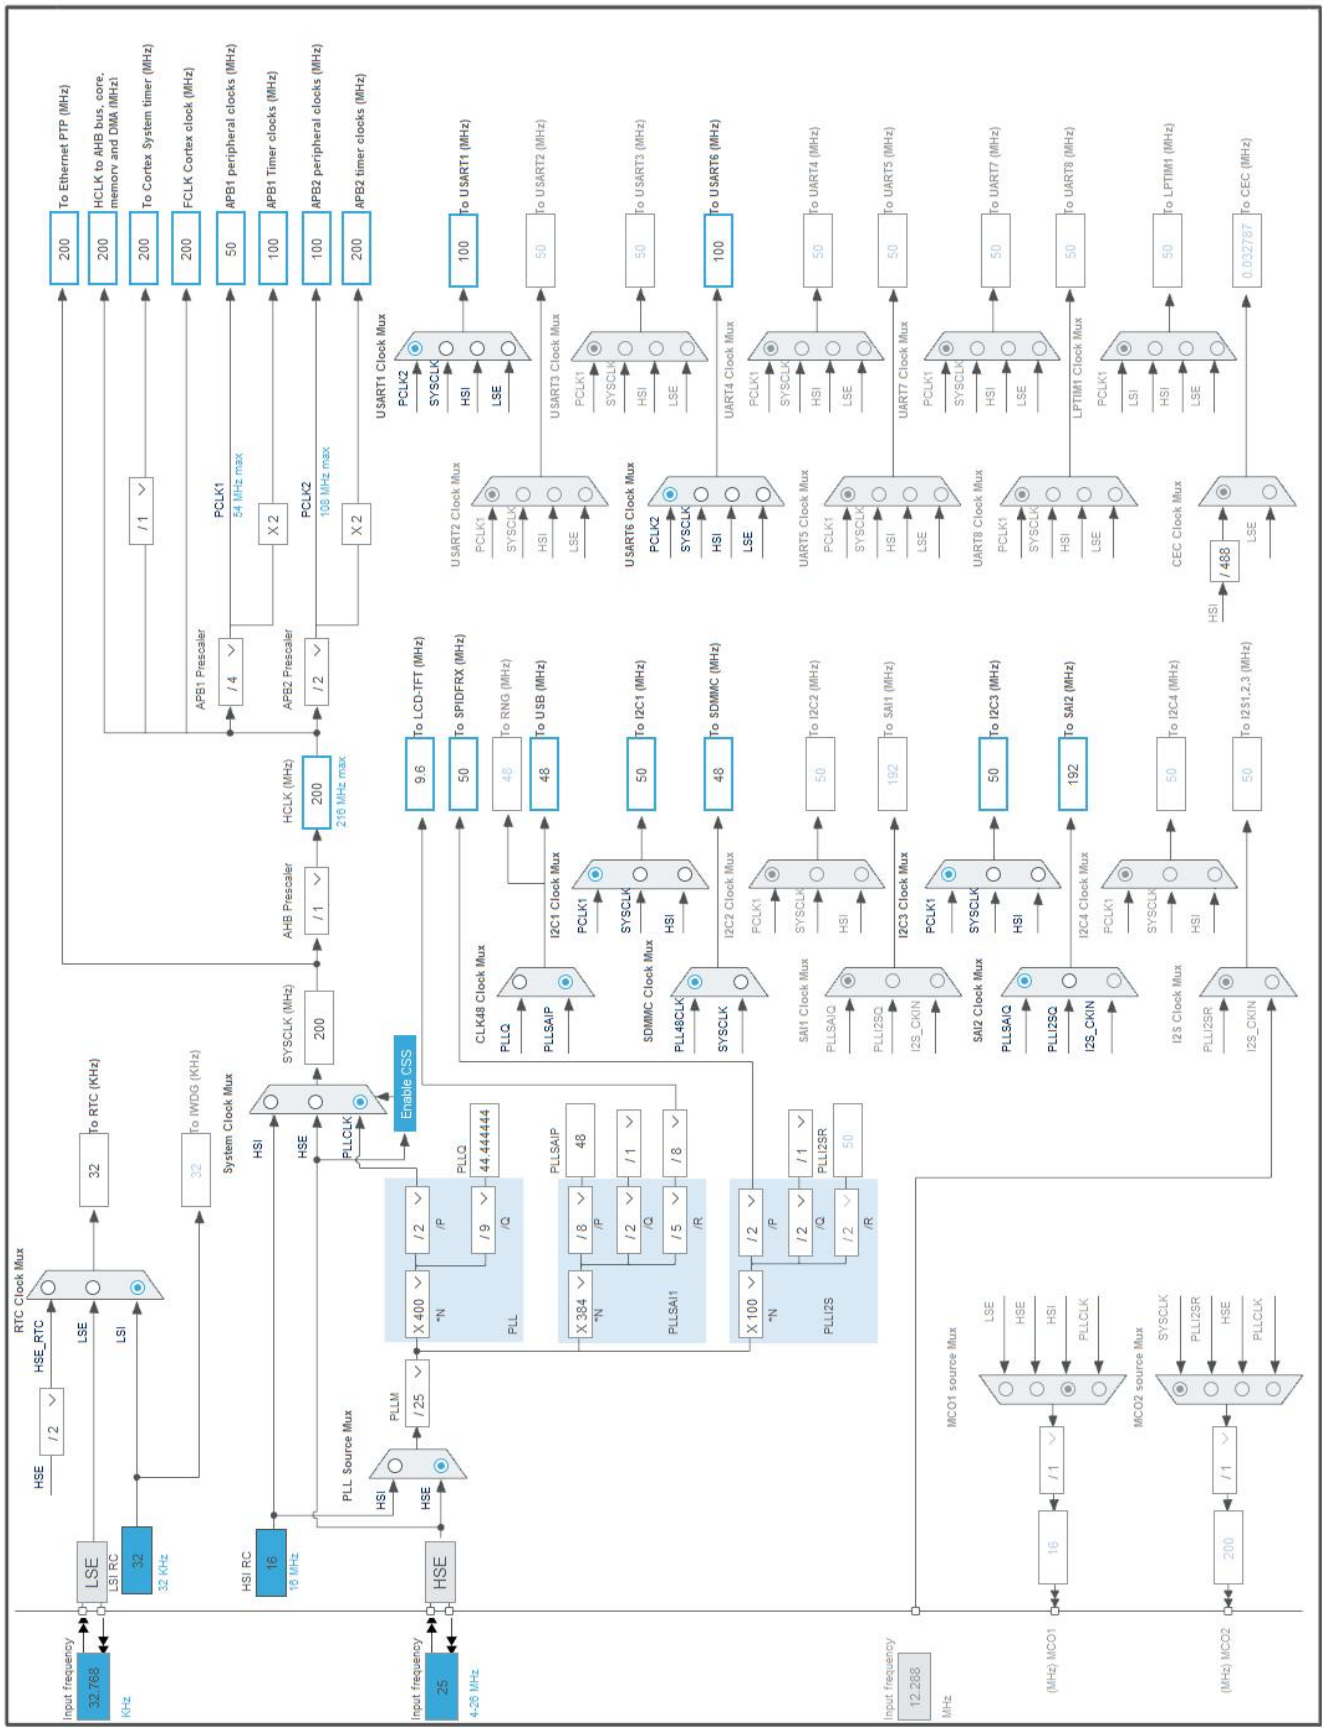 Input frequency
32.768
KHz
LSE
LSI RC
32
32 KHz
HSE
/ 2
HSE_RTC
LSE
LSI
RTC Clock Mux
32
To RTC (KHz)
32
To IWDG (KHz)
HSI RC
16
16 MHz
Input frequency
25
4-26 MHz
HSE
PLL Source Mux
HSI
HSE
PLLM
/ 25
X 400
*N
/ 2
/P
/ 9
/Q
PLL
PLLQ
44.444444
X 384
*N
/ 8
/P
/ 2
/Q
/ 5
/R
PLLSAI1
PLLSAIP
48
/ 1
/ 8
X 100
*N
/ 2
/P
/ 2
/Q
/ 2
/R
PLLI2S
/ 1
PLLI2SR
50
System Clock Mux
HSI
HSE
PLLCLK
Enable CSS
SYSCLK (MHz)
200
AHB Prescaler
/ 1
HCLK (MHz)
200
216 MHz max
APB1 Prescaler
/ 4
APB2 Prescaler
/ 2
/ 1
PCLK1
54 MHz max
X 2
PCLK2
108 MHz max
X 2
200
To Ethernet PTP (MHz)
200
HCLK to AHB bus, core,
memory and DMA (MHz)
200
To Cortex System timer (MHz)
200
FCLK Cortex clock (MHz)
50
APB1 peripheral clocks (MHz)
100
APB1 Timer clocks (MHz)
100
APB2 peripheral clocks (MHz)
200
APB2 timer clocks (MHz)
9.6
To LCD-TFT (MHz)
50
To SPIDFRX (MHz)
48
To RNG (MHz)
48
To USB (MHz)
CLK48 Clock Mux
PLLQ
PLLSAIP
I2C1 Clock Mux
PCLK1
SYSCLK
HSI
50
To I2C1 (MHz)
SDMMC Clock Mux
PLL48CLK
SYSCLK
48
To SDMMC (MHz)
I2C2 Clock Mux
PCLK1
SYSCLK
HSI
50
To I2C2 (MHz)
SAI1 Clock Mux
PLLSAIQ
PLLI2SQ
I2S_CKIN
192
To SAI1 (MHz)
I2C3 Clock Mux
PCLK1
SYSCLK
HSI
50
To I2C3 (MHz)
SAI2 Clock Mux
PLLSAIQ
PLLI2SQ
I2S_CKIN
192
To SAI2 (MHz)
I2C4 Clock Mux
PCLK1
SYSCLK
HSI
50
To I2C4 (MHz)
I2S Clock Mux
PLLI2SR
I2S_CKIN
50
To I2S1,2,3 (MHz)
USART1 Clock Mux
PCLK2
SYSCLK
HSI
LSE
100
To USART1 (MHz)
USART2 Clock Mux
PCLK1
SYSCLK
HSI
LSE
50
To USART2 (MHz)
USART3 Clock Mux
PCLK1
SYSCLK
HSI
LSE
50
To USART3 (MHz)
USART6 Clock Mux
PCLK2
SYSCLK
HSI
LSE
100
To USART6 (MHz)
UART4 Clock Mux
PCLK1
SYSCLK
HSI
LSE
50
To UART4 (MHz)
UART5 Clock Mux
PCLK1
SYSCLK
HSI
LSE
50
To UART5 (MHz)
UART7 Clock Mux
PCLK1
SYSCLK
HSI
LSE
50
To UART7 (MHz)
UART8 Clock Mux
PCLK1
SYSCLK
HSI
LSE
50
To UART8 (MHz)
LPTIM1 Clock Mux
PCLK1
LSI
HSI
LSE
50
To LPTIM1 (MHz)
CEC Clock Mux
HSI
/ 488
LSE
0.032787
To CEC (MHz)
Input frequency
12.288
MHz
MCO1 source Mux
LSE
HSE
HSI
PLLCLK
/ 1
16
(MHz) MCO1
MCO2 source Mux
SYSCLK
PLLI2SR
HSE
PLLCLK
/ 1
200
(MHz) MCO2